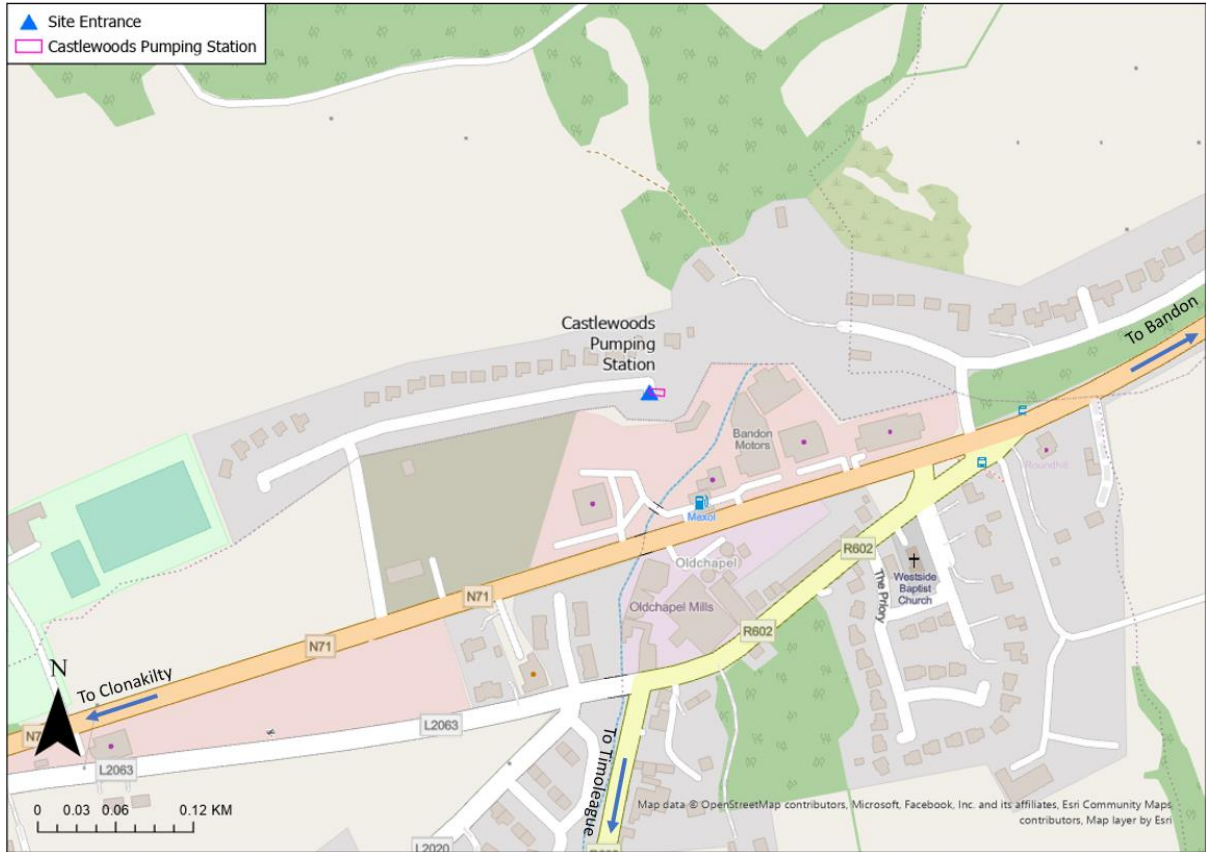 Site Entrance
Castlewoods Pumping Station
Castlewoods
Pumping
Station
To Bandon
Bandon
Motors
Roundhill
Maxol
Oldchapel
R602
Westside
Baptist
Church
The Priory
N71
Oldchapel Mills
R602
N71
N
To Clonakilty
L2063
L2063
To Timoleague
0 0.03 0.06 0.12 KM
Map data © OpenStreetMap contributors, Microsoft, Facebook, Inc. and its affiliates, Esri Community Maps
contributors, Map layer by Esri
L2020